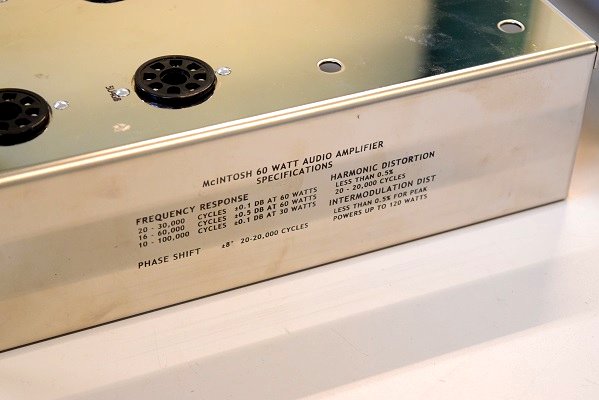 McINTOSH 60 WATT AUDIO AMPLIFIER
SPECIFICATIONS
FREQUENCY RESPONSE
20 - 30,000 CYCLES ±0.1 DB AT 60 WATTS
16 - 60,000 CYCLES ±0.5 DB AT 60 WATTS
10 - 100,000 CYCLES ±0.1 DB AT 30 WATTS
PHASE SHIFT ±8° 20-20,000 CYCLES
HARMONIC DISTORTION
LESS THAN 0.5%
20 - 20,000 CYCLES
INTERMODULATION DIST
LESS THAN 0.5% FOR PEAK
POWERS UP TO 120 WATTS